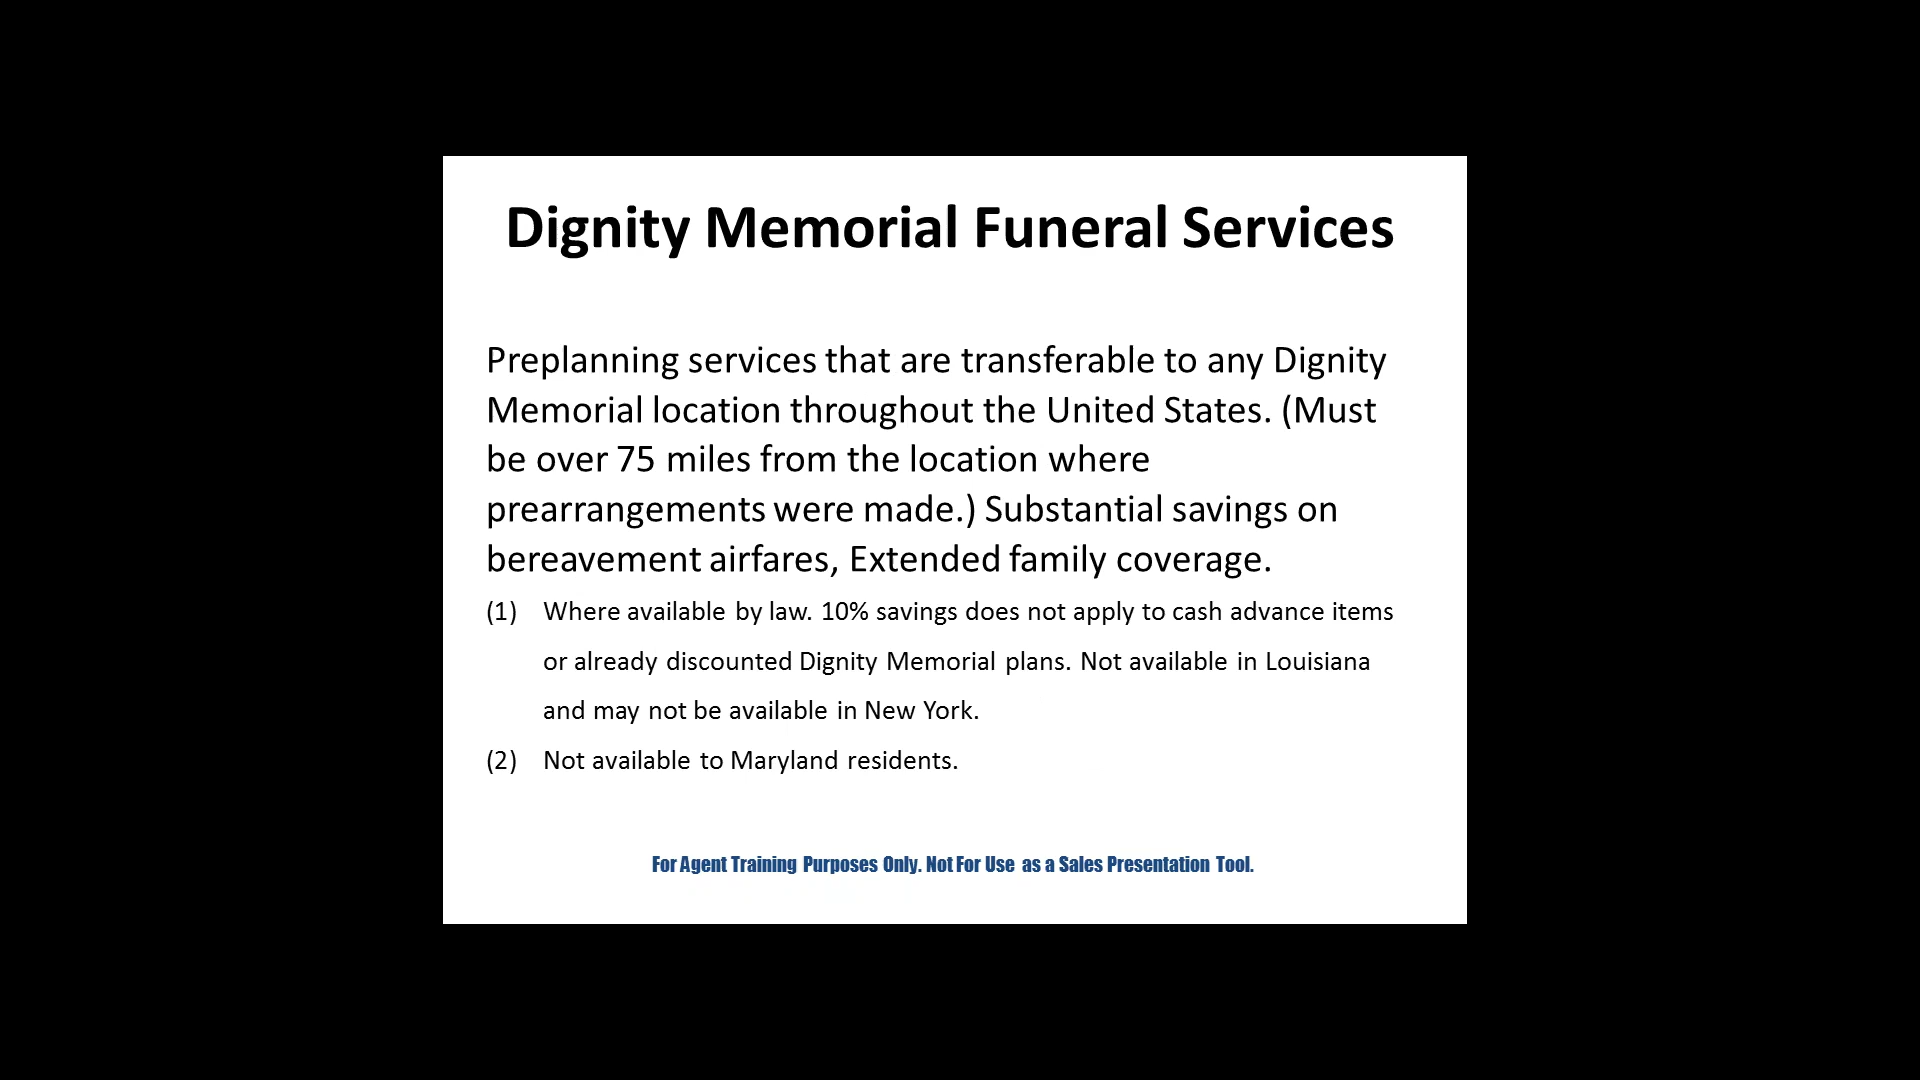 Dignity Memorial Funeral Services
Preplanning services that are transferable to any Dignity
Memorial location throughout the United States. (Must
be over 75 miles from the location where
prearrangements were made.) Substantial savings on
bereavement airfares, Extended family coverage.
(1) Where available by law. 10% savings does not apply to cash advance items
or already discounted Dignity Memorial plans. Not available in Louisiana
and may not be available in New York.
(2) Not available to Maryland residents.
For Agent Training Purposes Only. Not For Use as a Sales Presentation Tool.